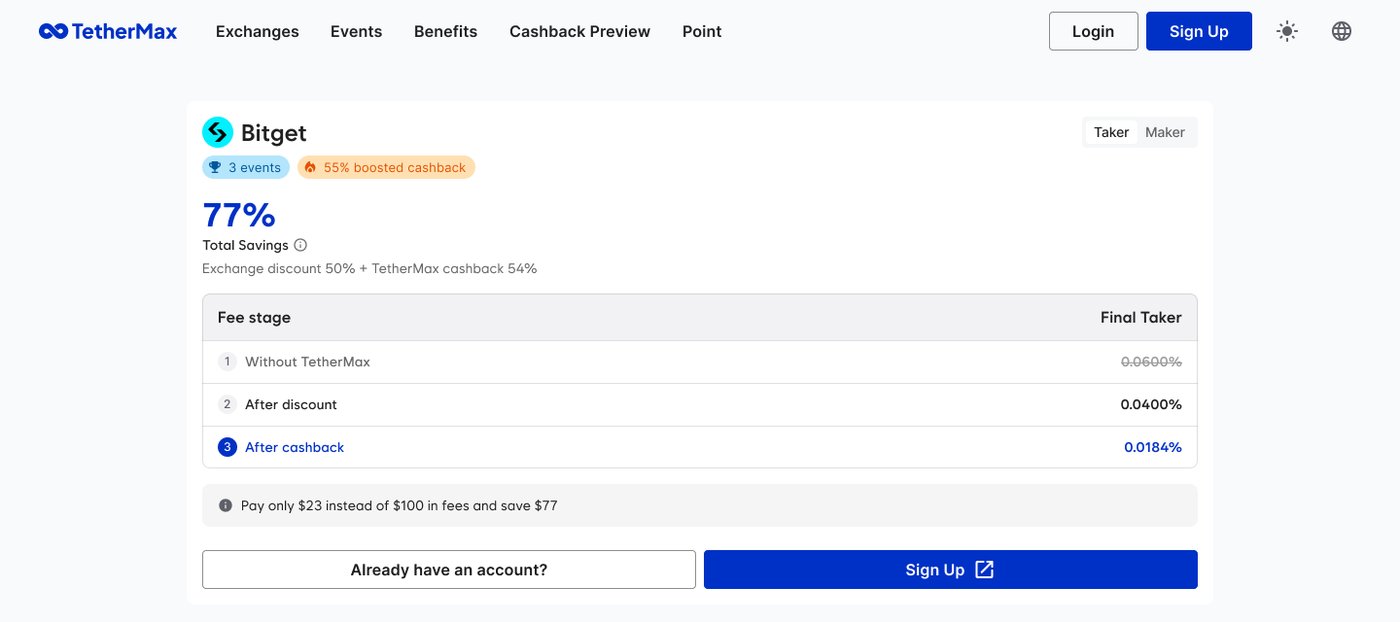 TetherMax Exchanges Events Benefits Cashback Preview Point Login Sign Up
Bitget Taker Maker
3 events 55% boosted cashback
77%
Total Savings
Exchange discount 50% + TetherMax cashback 54%
Fee stage Final Taker
1 Without TetherMax 0.0600%
2 After discount 0.0400%
3 After cashback 0.0184%
Pay only $23 instead of $100 in fees and save $77
Already have an account? Sign Up